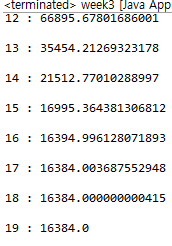 <terminated> week3 [Java App
12 : 66895.67801686001
13 : 35454.21269323178
14 : 21512.77010288997
15 : 16995.364381306812
16 : 16394.996128071893
17 : 16384.003687552948
18 : 16384.000000000415
19 : 16384.0